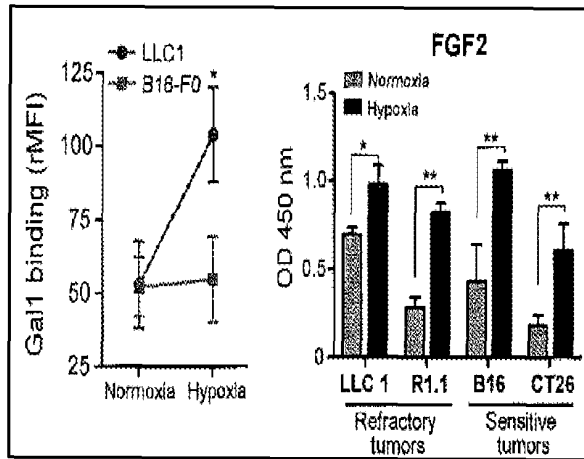 LLC1
B16-F0
Gal1 binding (rMFI)
125
100
75
50
25
*
Normoxia Hypoxia
FGF2
Normoxia
Hypoxia
OD 450 nm
1.5
1.0
0.5
0
*
**
**
**
LLC 1 R1.1 B16 CT26
Refractory tumors
Sensitive tumors